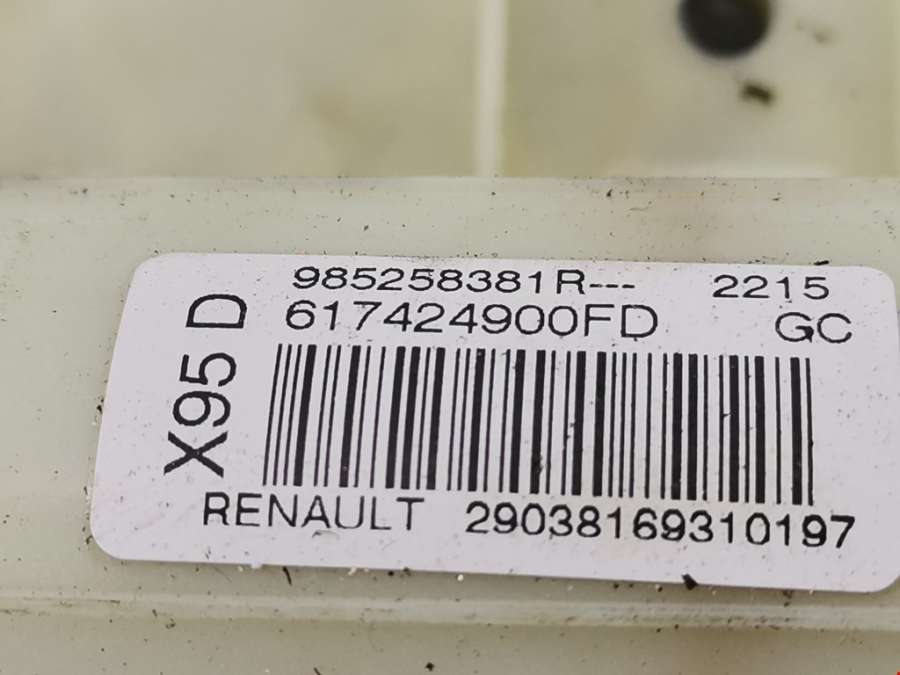 985258381R--- 2215
617424900FD GC
X95 D
RENAULT 29038169310197